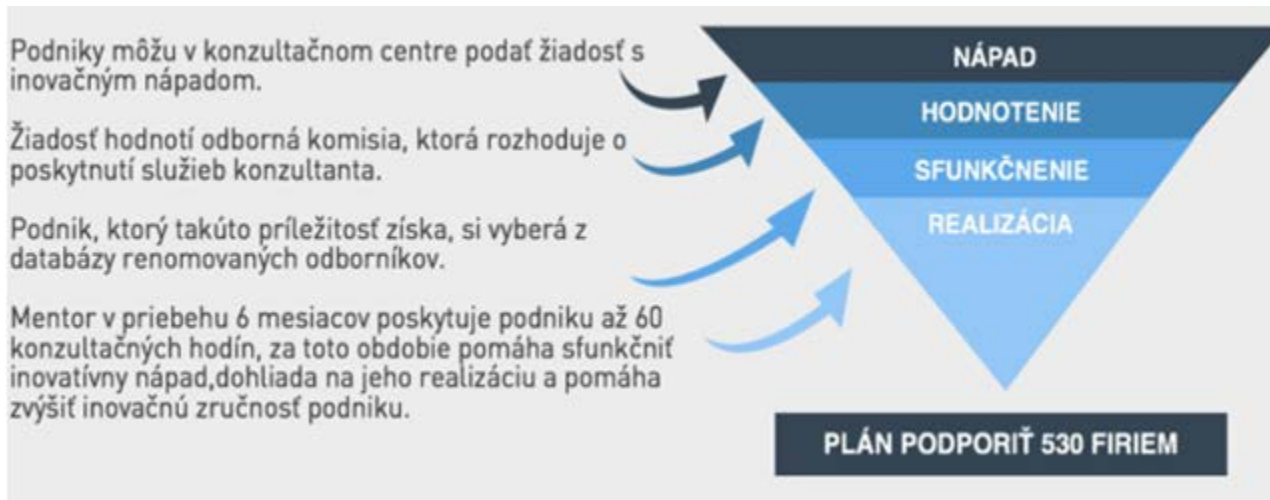 Podniky môžu v konzultačnom centre podať žiadosť s
inovačným nápadom.
Žiadosť hodnotí odborná komisia, ktorá rozhoduje o
poskytnutí služieb konzultanta.
Podnik, ktorý takúto príležitosť získa, si vyberá z
databázy renomovaných odborníkov.
Mentor v priebehu 6 mesiacov poskytuje podniku až 60
konzultačných hodín, za toto obdobie pomáha sfunkčniť
inovatívny nápad,dohliada na jeho realizáciu a pomáha
zvýšiť inovačnú zručnosť podniku.
NÁPAD
HODNOTENIE
SFUNKČNENIE
REALIZÁCIA
PLÁN PODPORIŤ 530 FIRIEM